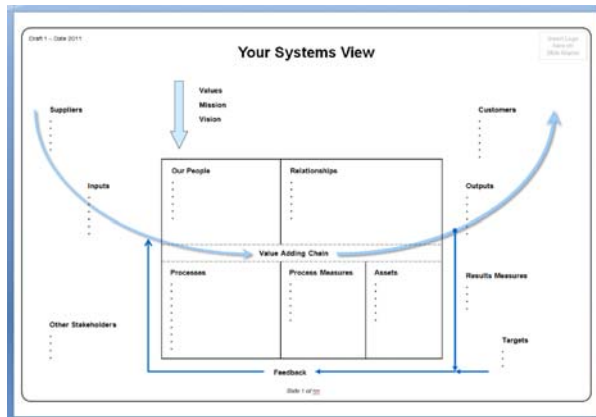 Draft 1 – Date 2011
Insert Logo
here on
Slide Master
Your Systems View
Values
Mission
Vision
Suppliers
Customers
Our People
Relationships
Inputs
Outputs
Value Adding Chain
Processes
Process Measures
Assets
Results Measures
Other Stakeholders
Targets
Feedback
Slide 1 of